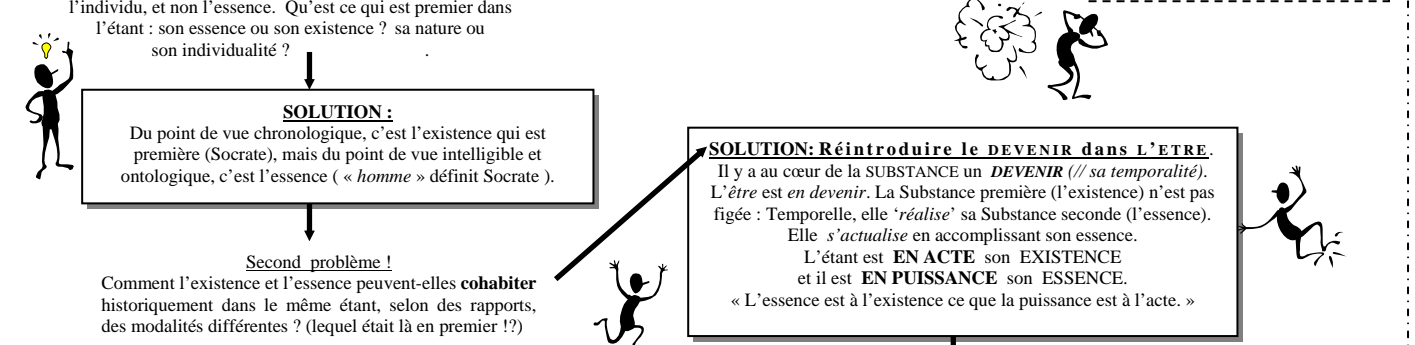 l’individu, et non l’essence. Qu’est ce qui est premier dans
l’étant : son essence ou son existence ? sa nature ou
son individualité ? .
SOLUTION :
Du point de vue chronologique, c’est l’existence qui est
première (Socrate), mais du point de vue intelligible et
ontologique, c’est l’essence ( « homme » définit Socrate ).
Second problème !
Comment l’existence et l’essence peuvent-elles cohabiter
historiquement dans le même étant, selon des rapports,
des modalités différentes ? (lequel était là en premier !?)
SOLUTION: Réintroduire le DEVENIR dans L’ETRE.
Il y a au cœur de la SUBSTANCE un DEVENIR (// sa temporalité).
L’être est en devenir. La Substance première (l’existence) n’est pas
figée : Temporelle, elle ‘réalise’ sa Substance seconde (l’essence).
Elle s’actualise en accomplissant son essence.
L’étant est EN ACTE son EXISTENCE
et il est EN PUISSANCE son ESSENCE.
« L’essence est à l’existence ce que la puissance est à l’acte. »